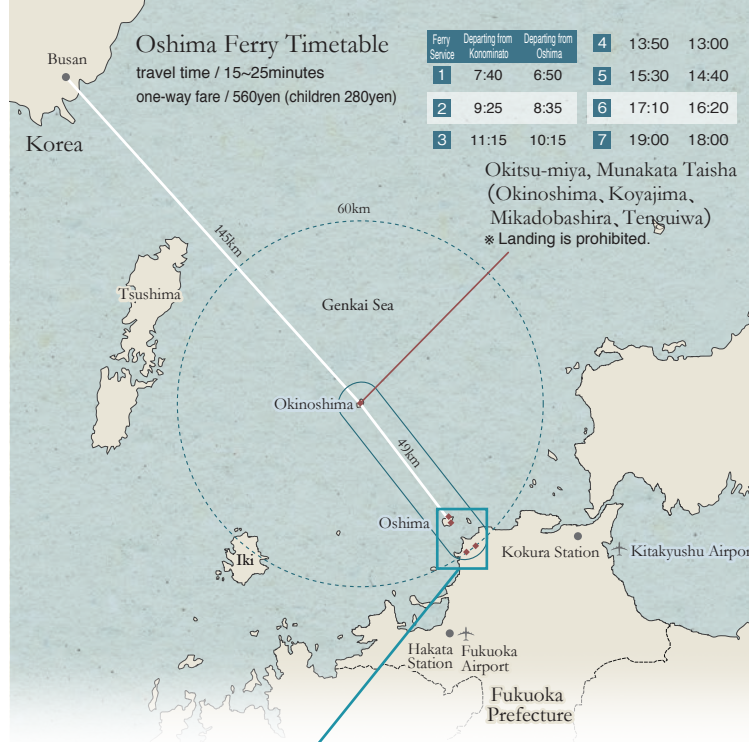 Oshima Ferry Timetable
travel time / 15~25minutes
one-way fare / 560yen (children 280yen)
Ferry Service Departing from Konominato Departing from Oshima
1 7:40 6:50
2 9:25 8:35
3 11:15 10:15
4 13:50 13:00
5 15:30 14:40
6 17:10 16:20
7 19:00 18:00
Busan
Korea
Okitsu-miya, Munakata Taisha
(Okinoshima、Koyajima、
Mikadobashira、Tenguiwa)
※ Landing is prohibited.
60km
145km
Tsushima
Genkai Sea
Okinoshima
49km
Oshima
Iki
Kokura Station
Kitakyushu Airport
Hakata
Station
Fukuoka
Airport
Fukuoka
Prefecture